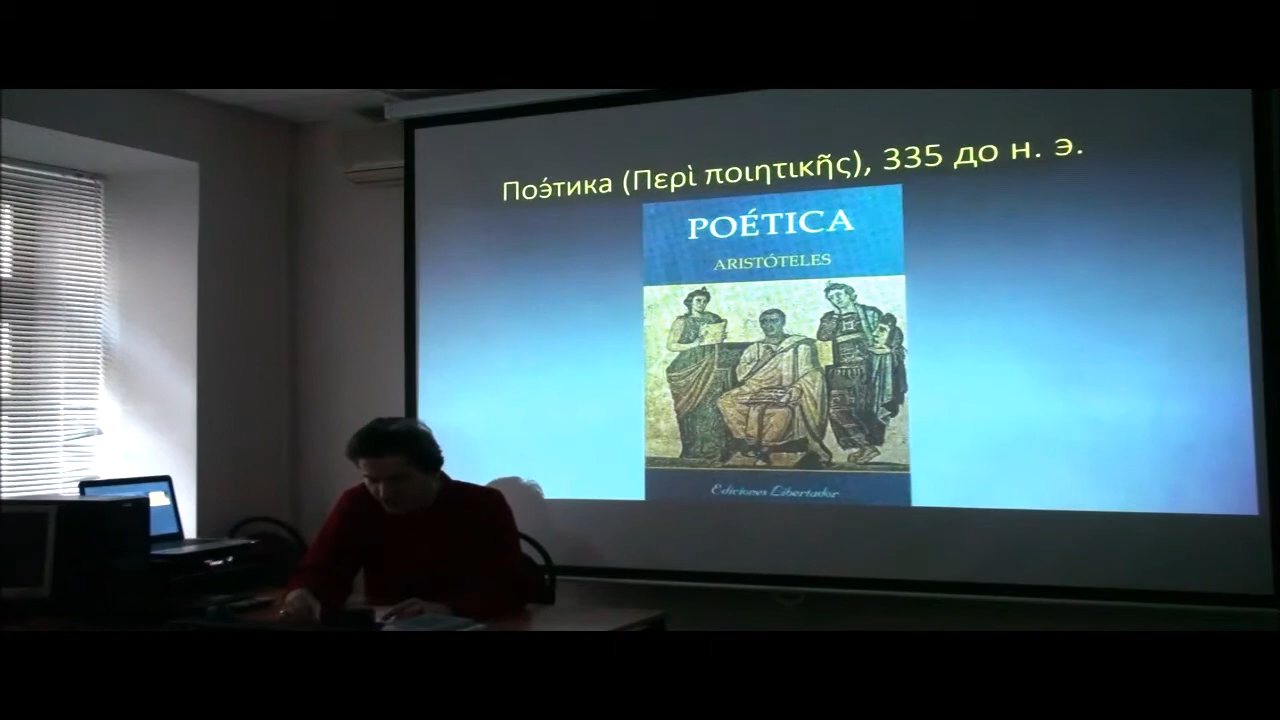 Поэ́тика (Περὶ ποιητικῆς), 335 до н. э.
POÉTICA
ARISTÓTELES
Ediciones Libertador